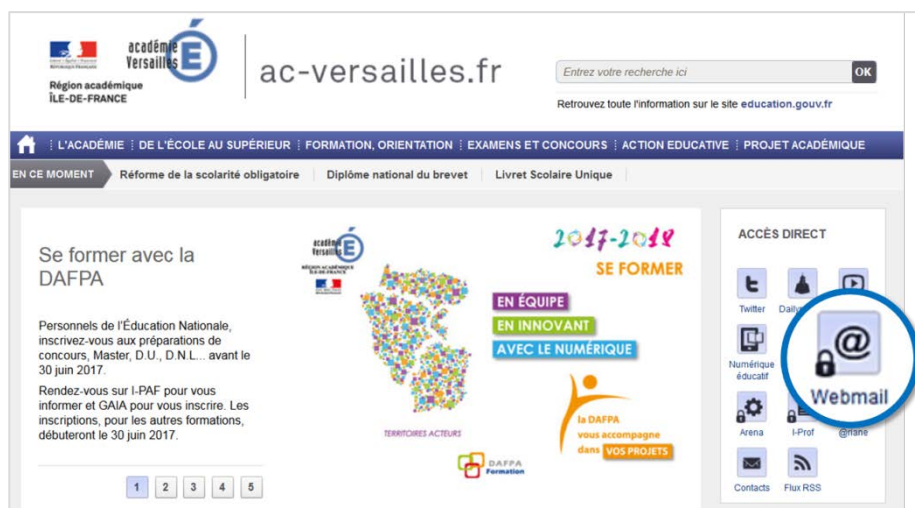 académie
Versailles
Région académique
ÎLE-DE-FRANCE
ac-versailles.fr
Entrez votre recherche ici
OK
Retrouvez toute l'information sur le site education.gouv.fr
L'ACADÉMIE DE L'ÉCOLE AU SUPÉRIEUR FORMATION, ORIENTATION EXAMENS ET CONCOURS ACTION EDUCATIVE PROJET ACADÉMIQUE
EN CE MOMENT Réforme de la scolarité obligatoire Diplôme national du brevet Livret Scolaire Unique
Se former avec la
DAFPA
Personnels de l'Éducation Nationale,
inscrivez-vous aux préparations de
concours, Master, D.U., D.N.L... avant le
30 juin 2017.
Rendez-vous sur I-PAF pour vous
informer et GAIA pour vous inscrire. Les
inscriptions, pour les autres formations,
débuteront le 30 juin 2017.
1 2 3 4 5
académie
Versailles
RÉGION ACADÉMIQUE
ÎLE-DE-FRANCE
2017-2018
SE FORMER
EN ÉQUIPE
EN INNOVANT
AVEC LE NUMÉRIQUE
TERRITOIRES ACTEURS
la DAFPA
vous accompagne
dans VOS PROJETS
DAFPA
Formation
ACCÈS DIRECT
Twitter
Numérique
éducatif
@
Webmail
Arena I-Prof @riane
Contacts Flux RSS